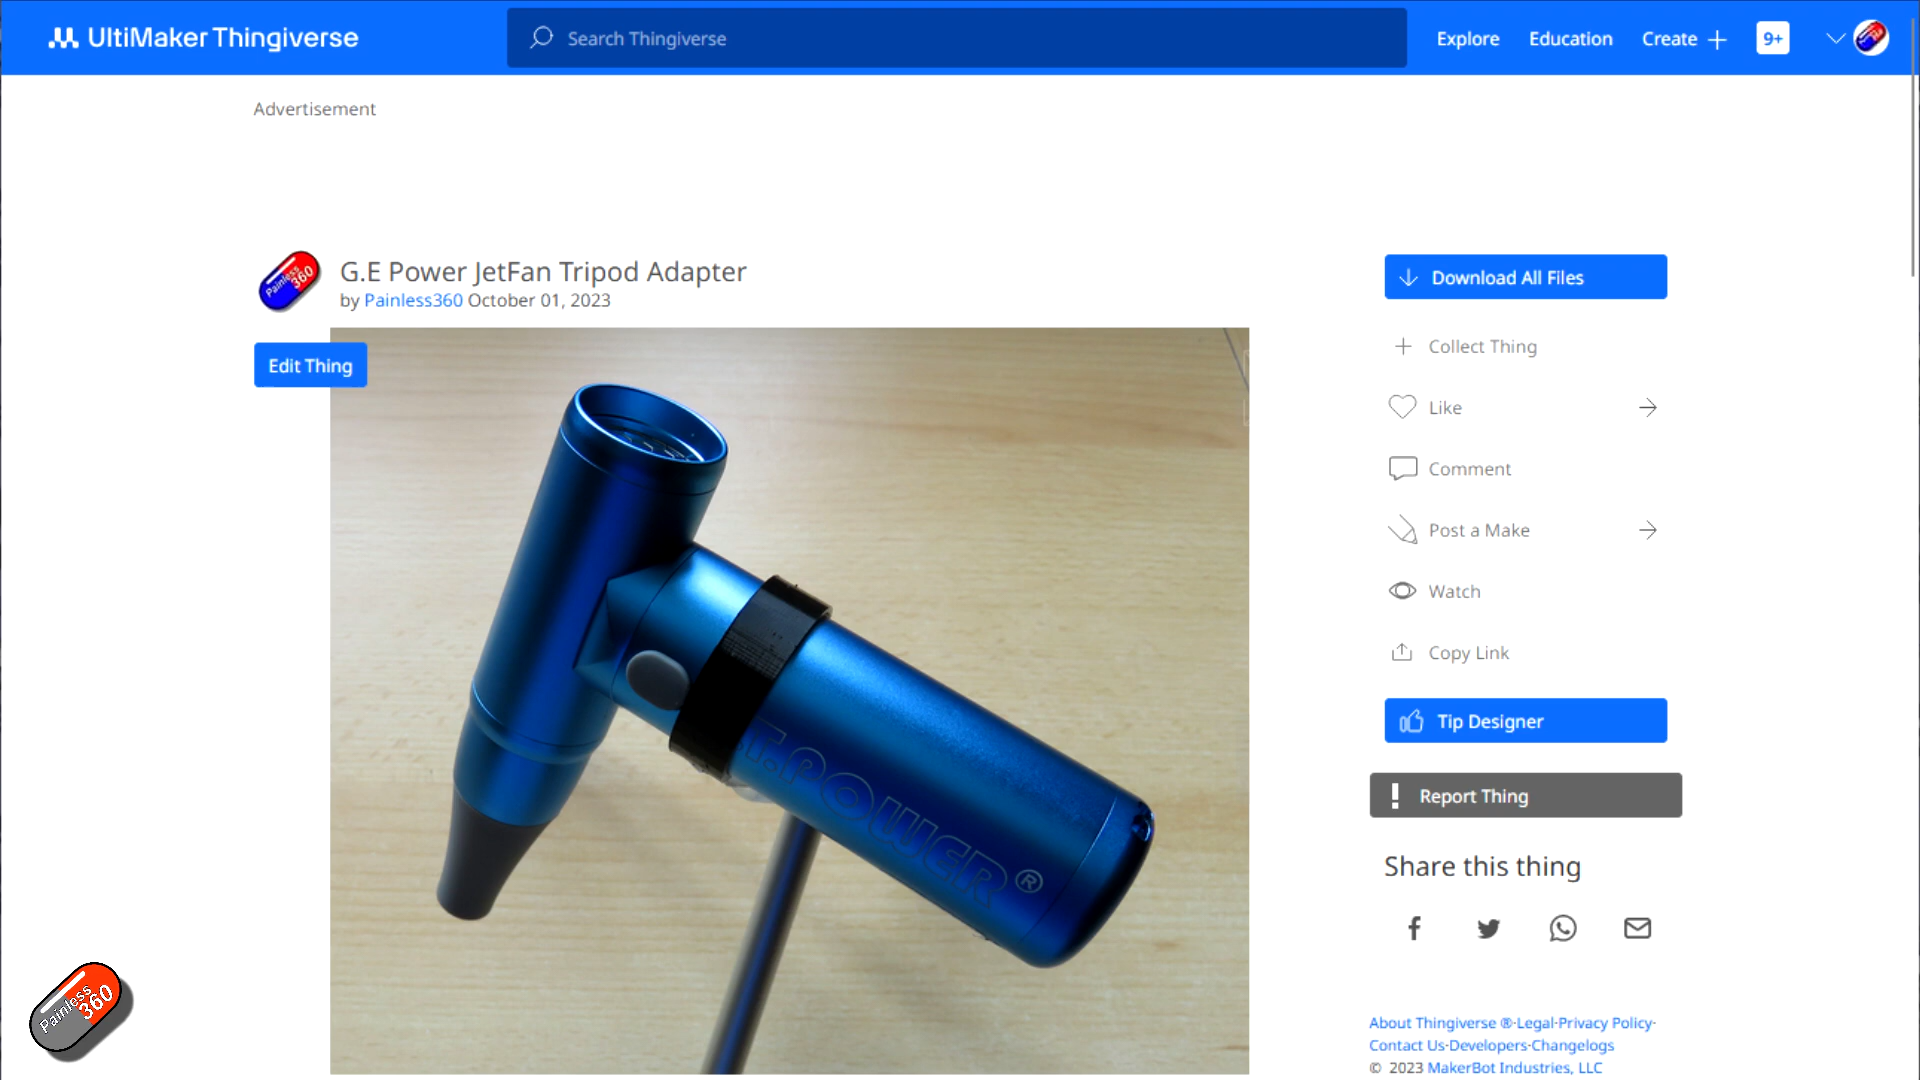 UltiMaker Thingiverse
Search Thingiverse
Explore
Education
Create
9+
Advertisement
Painless
360
G.E Power JetFan Tripod Adapter
by Painless360 October 01, 2023
Edit Thing
T.POWER®
Download All Files
Collect Thing
Like
Comment
Post a Make
Watch
Copy Link
Tip Designer
Report Thing
Share this thing
About Thingiverse ®·Legal·Privacy Policy·
Contact Us·Developers·Changelogs
© 2023 MakerBot Industries, LLC
Painless
360